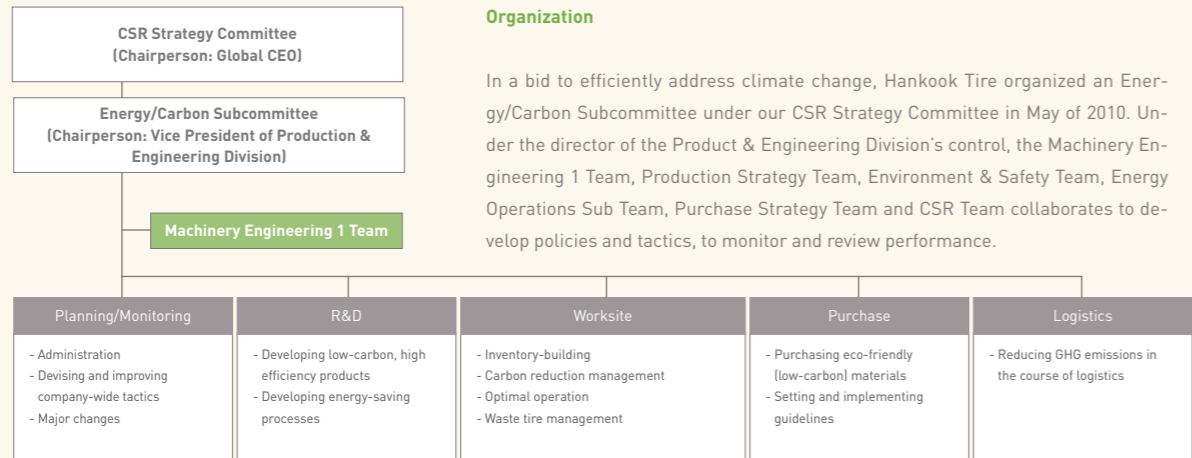 CSR Strategy Committee
(Chairperson: Global CEO)
Energy/Carbon Subcommittee
(Chairperson: Vice President of Production &
Engineering Division)
Machinery Engineering 1 Team
Organization
In a bid to efficiently address climate change, Hankook Tire organized an Ener-
gy/Carbon Subcommittee under our CSR Strategy Committee in May of 2010. Un-
der the director of the Product & Engineering Division's control, the Machinery En-
gineering 1 Team, Production Strategy Team, Environment & Safety Team, Energy
Operations Sub Team, Purchase Strategy Team and CSR Team collaborates to de-
velop policies and tactics, to monitor and review performance.
Planning/Monitoring
- Administration
- Devising and improving
company-wide tactics
- Major changes
R&D
- Developing low-carbon, high
efficiency products
- Developing energy-saving
processes
Worksite
- Inventory-building
- Carbon reduction management
- Optimal operation
- Waste tire management
Purchase
- Purchasing eco-friendly
(low-carbon) materials
- Setting and implementing
guidelines
Logistics
- Reducing GHG emissions in
the course of logistics